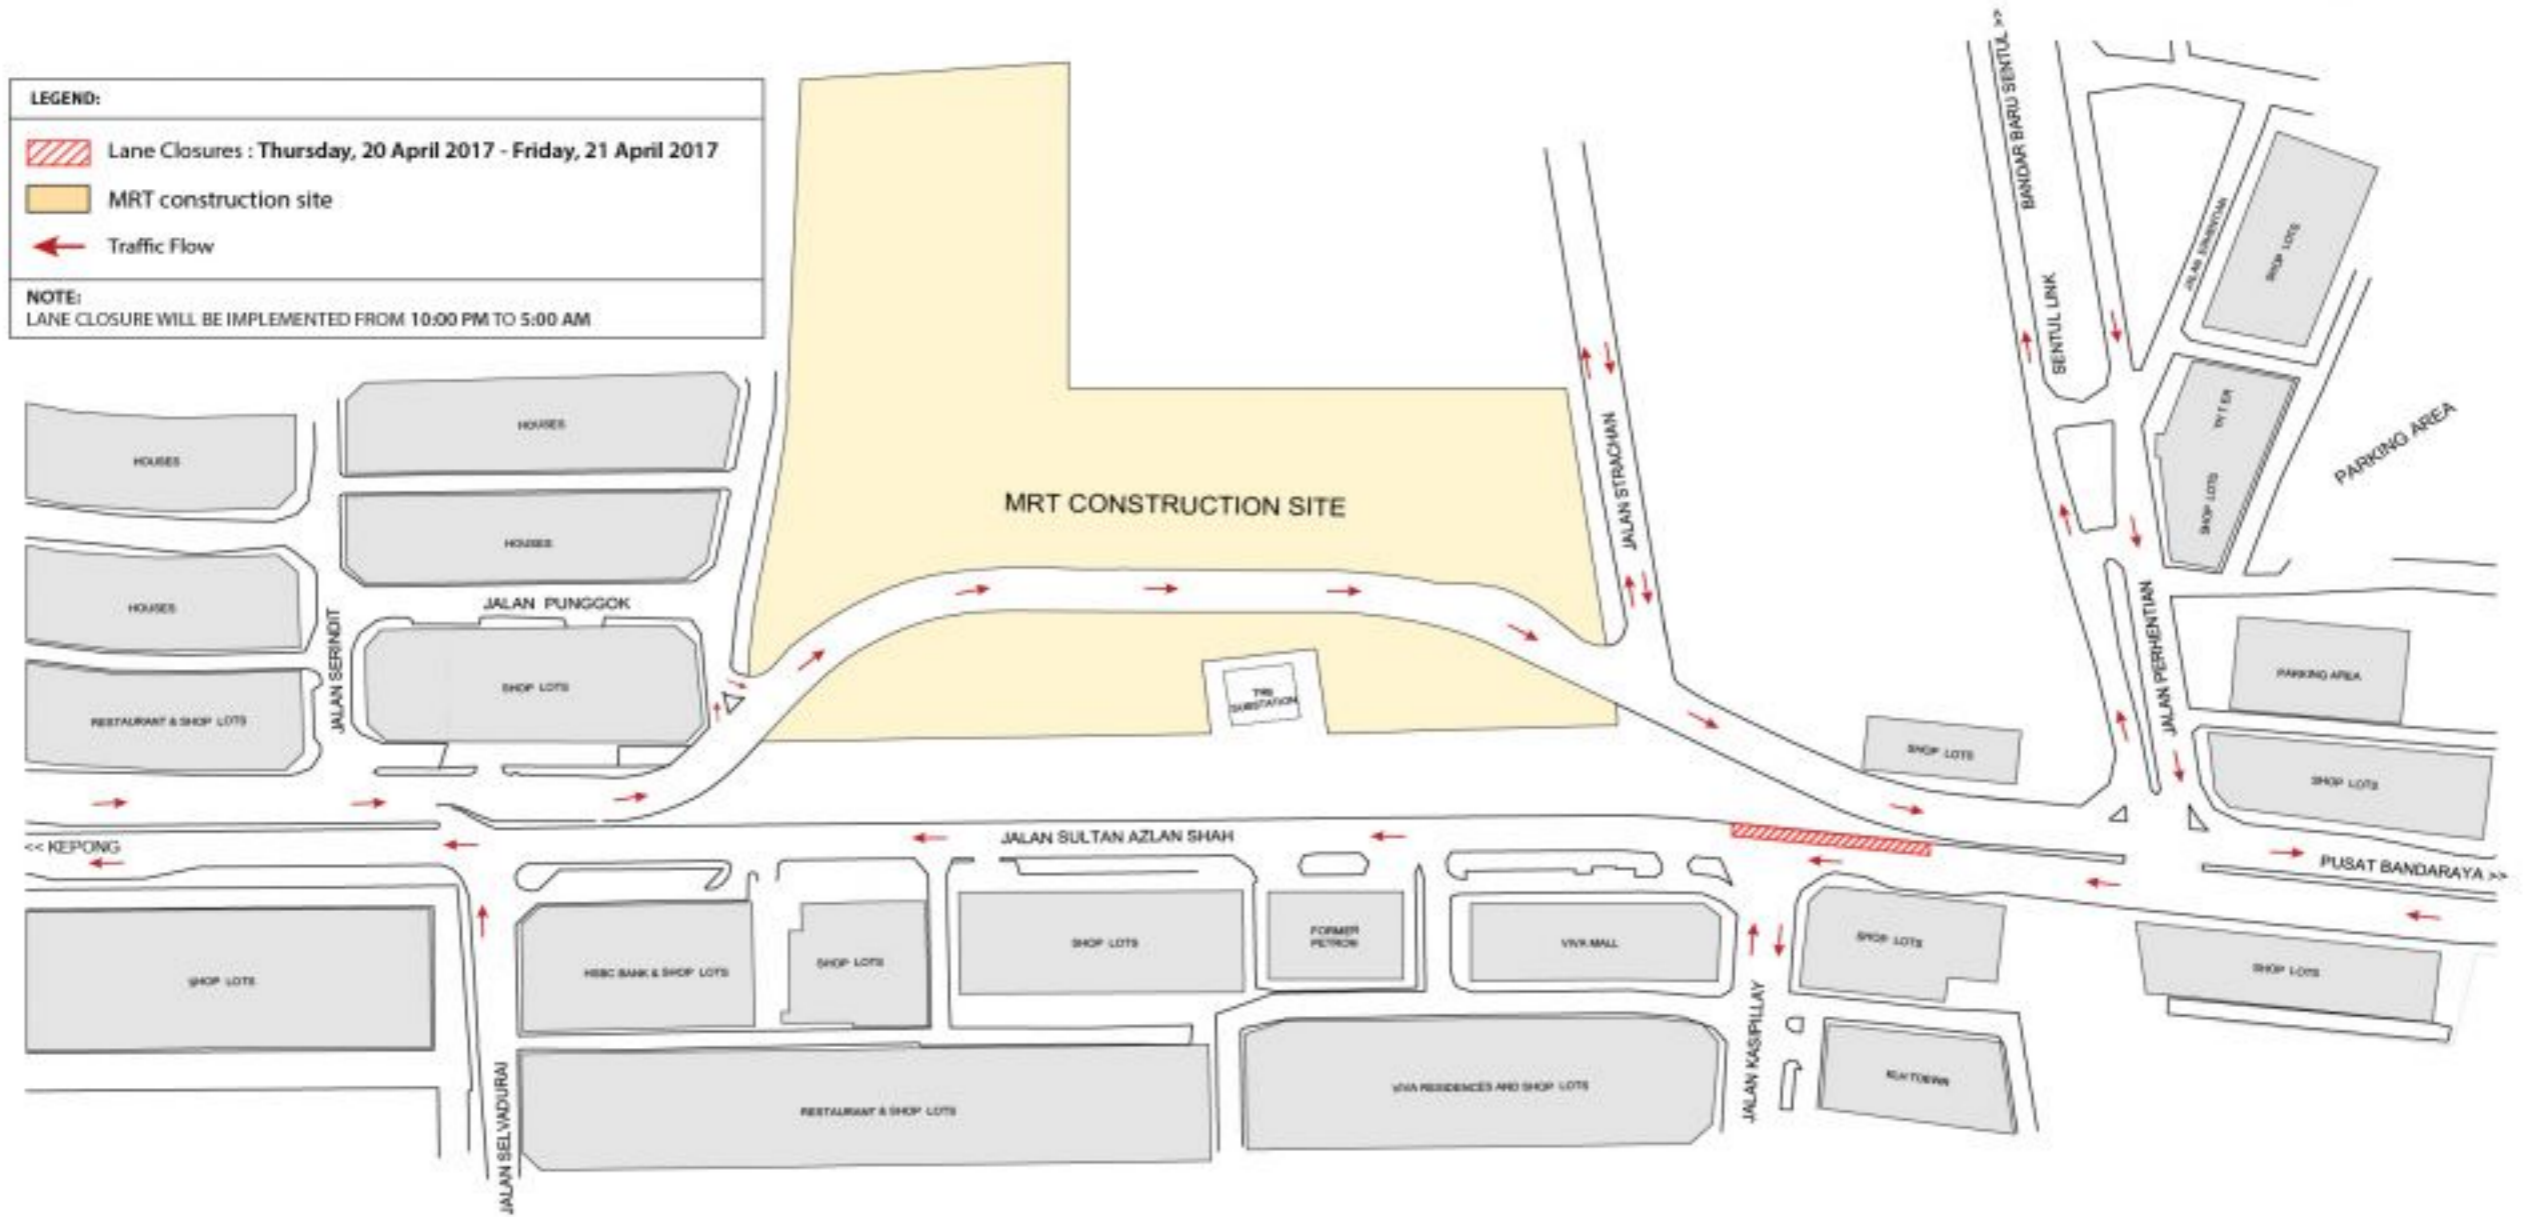 LEGEND:
Lane Closures : Thursday, 20 April 2017 - Friday, 21 April 2017
MRT construction site
Traffic Flow
NOTE:
LANE CLOSURE WILL BE IMPLEMENTED FROM 10:00 PM TO 5:00 AM
BANDAR BARU SENTUL >>
SENTUL LINK
SHOP LOTS
SHOP LOTS
PARKING AREA
HOUSES
HOUSES
HOUSES
HOUSES
MRT CONSTRUCTION SITE
JALAN STRACHAN
JALAN PUNGGOK
JALAN SERINDIT
SHOP LOTS
RESTAURANT & SHOP LOTS
SUBSTATION
JALAN PERHENTIAN
PARKING AREA
SHOP LOTS
SHOP LOTS
<< KEPONG
JALAN SULTAN AZLAN SHAH
PUSAT BANDARAYA >>
SHOP LOTS
HSBC BANK & SHOP LOTS
SHOP LOTS
SHOP LOTS
FORMER
PETRON
VIVA MALL
SHOP LOTS
SHOP LOTS
JALAN SELVADURAI
RESTAURANT & SHOP LOTS
VIVA RESIDENCES AND SHOP LOTS
JALAN KASIPILLAY